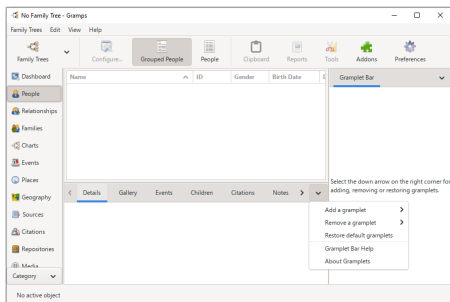 No Family Tree - Gramps
Family Trees Edit View Help
Family Trees Configure... Grouped People People Clipboard Reports Tools Addons Preferences
Dashboard
People
Relationships
Families
Charts
Events
Places
Geography
Sources
Citations
Repositories
Media
Category
Name ID Gender Birth Date
Gramplet Bar
Select the down arrow on the right corner for
adding, removing or restoring gramplets.
Details Gallery Events Children Citations Notes
Add a gramplet
Remove a gramplet
Restore default gramplets
Gramplet Bar Help
About Gramplets
No active object